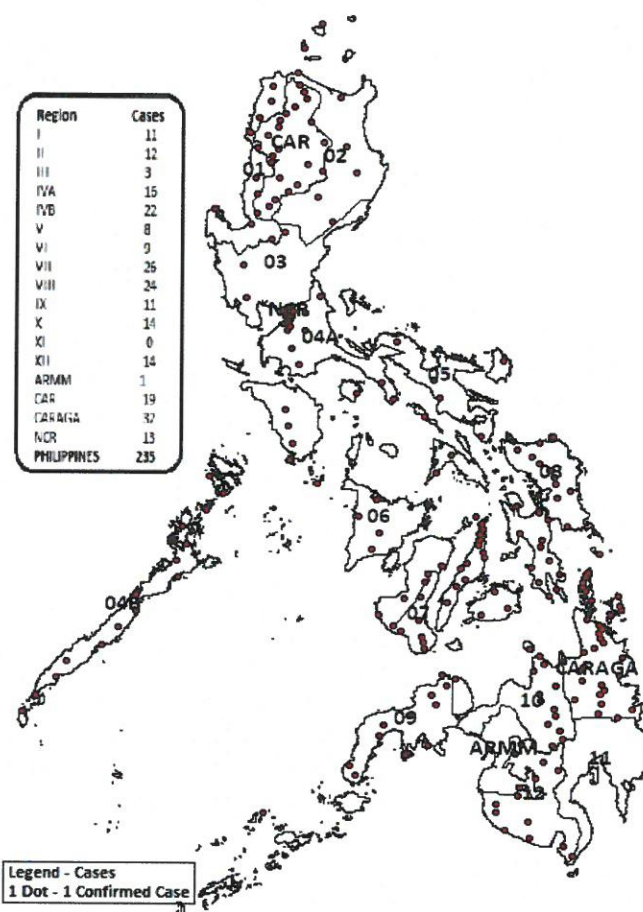 Region Cases
I 11
II 12
III 3
IVA 16
IVB 22
V 8
VI 9
VII 26
VIII 24
IX 11
X 14
XI 0
XII 14
ARMM 1
CAR 19
CARAGA 32
NCR 13
PHILIPPINES 235
CAR
02
01
03
NCR
04A
05
08
06
04B
07
CARAGA
10
09
ARMM
11
12
Legend - Cases
1 Dot - 1 Confirmed Case